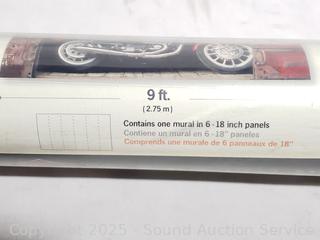 9 ft.
(2.75 m)
Contains one mural in 6-18 inch panels
Contiene un mural en 6-18" paneles
Comprends une murale de 6 panneaux de 18"
Copyright 2025 - Sound Auction Service